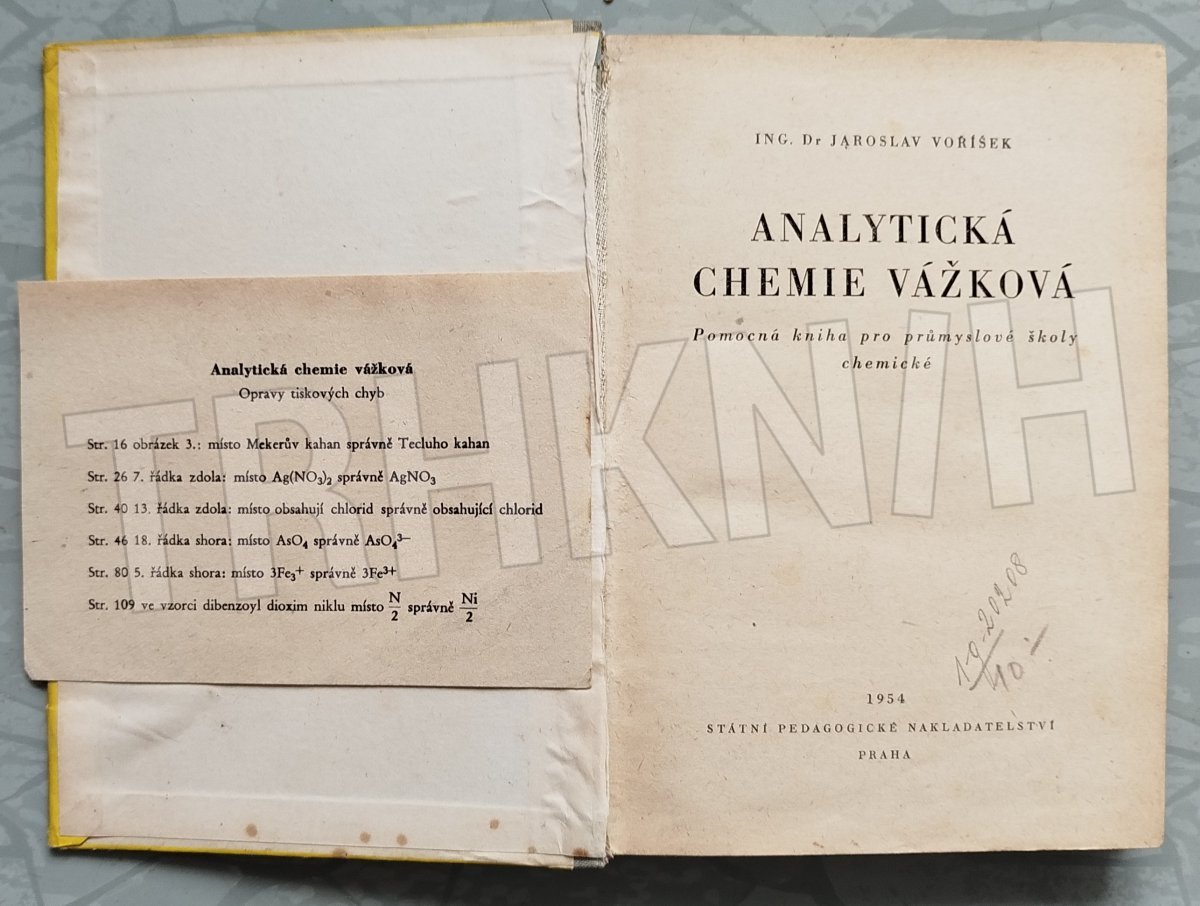 Analytická chemie vážková
Opravy tiskových chyb
Str. 16 obrázek 3.: místo Mekerův kahan správně Tecluho kahan
Str. 26 7. řádka zdola: místo Ag(NO₃)₂ správně AgNO₃
Str. 40 13. řádka zdola: místo obsahují chlorid správně obsahující chlorid
Str. 46 18. řádka shora: místo AsO₄ správně AsO₄³⁻
Str. 80 5. řádka shora: místo 3Fe₃⁺ správně 3Fe³⁺
Str. 109 ve vzorci dibenzoyl dioxim niklu místo N/2 správně Ni/2
ING. Dr JAROSLAV VOŘÍŠEK
ANALYTICKÁ
CHEMIE VÁŽKOVÁ
Pomocná kniha pro průmyslové školy
chemické
20208
10
1954
STÁTNÍ PEDAGOGICKÉ NAKLADATELSTVÍ
PRAHA
TRHKNIH